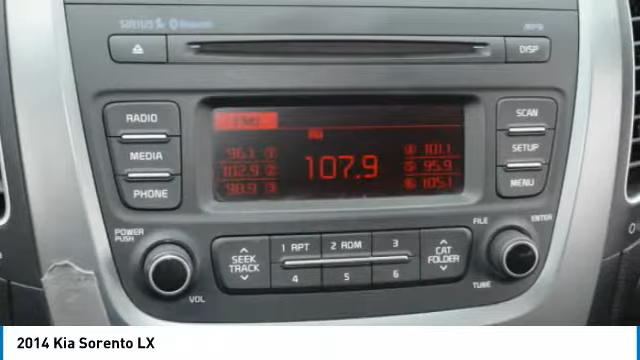 SIRIUS Bluetooth
MP3
DISP
RADIO
MEDIA
PHONE
FM1
96.1 1
102.9 2
98.9 3
107.9
4 101.1
5 95.9
6 105.1
SCAN
SETUP
MENU
POWER
PUSH
VOL
SEEK
TRACK
1 RPT
2 RDM
3
4
5
6
CAT
FOLDER
FILE
ENTER
TUNE
2014 Kia Sorento LX